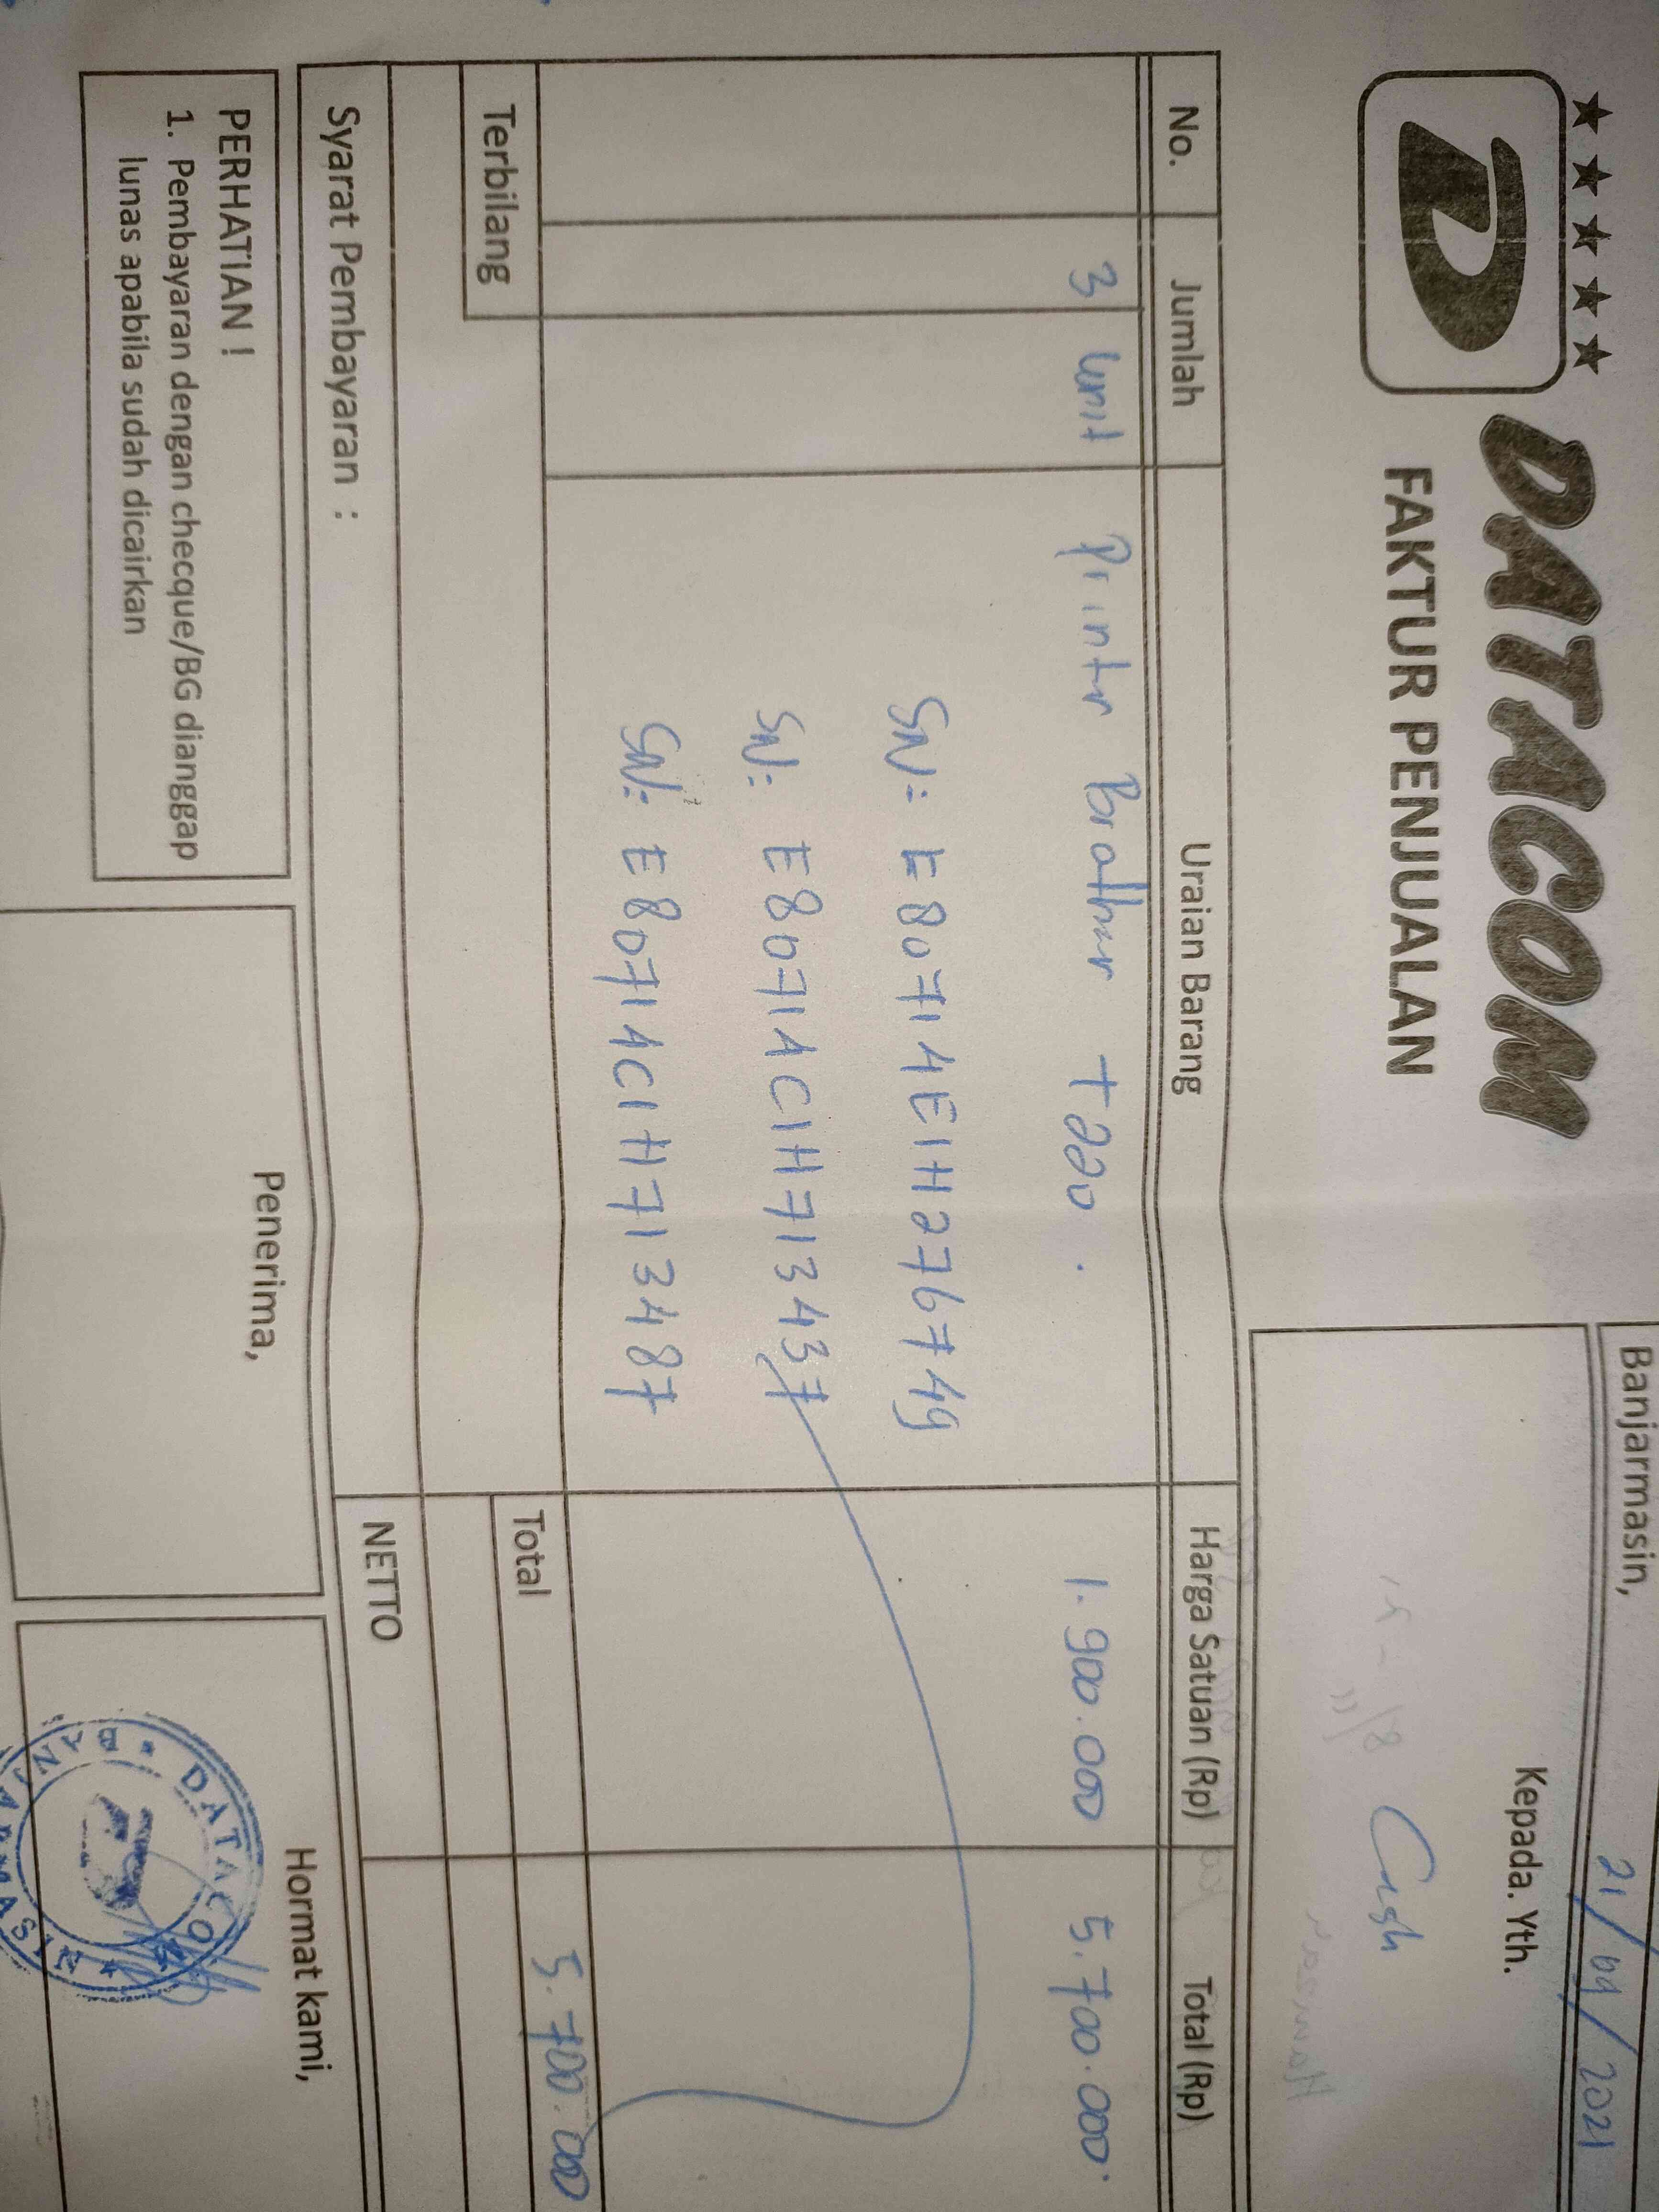 DATACOM
FAKTUR PENJUALAN
Banjarmasin, 21/09/2021
Kepada. Yth.
Cash
No. Jumlah Uraian Barang Harga Satuan (Rp) Total (Rp)
3 Unit Printr Brother T220. 1.900.000 5.700.000.
SN: E80714E1H276749
SN: E80714C1H713437
SN: E80714C1H713487
Terbilang Total 5.700.000
NETTO
Syarat Pembayaran :
PERHATIAN !
1. Pembayaran dengan checque/BG dianggap
lunas apabila sudah dicairkan
Penerima,
Hormat kami,
DATACOM
BANJARMASIN